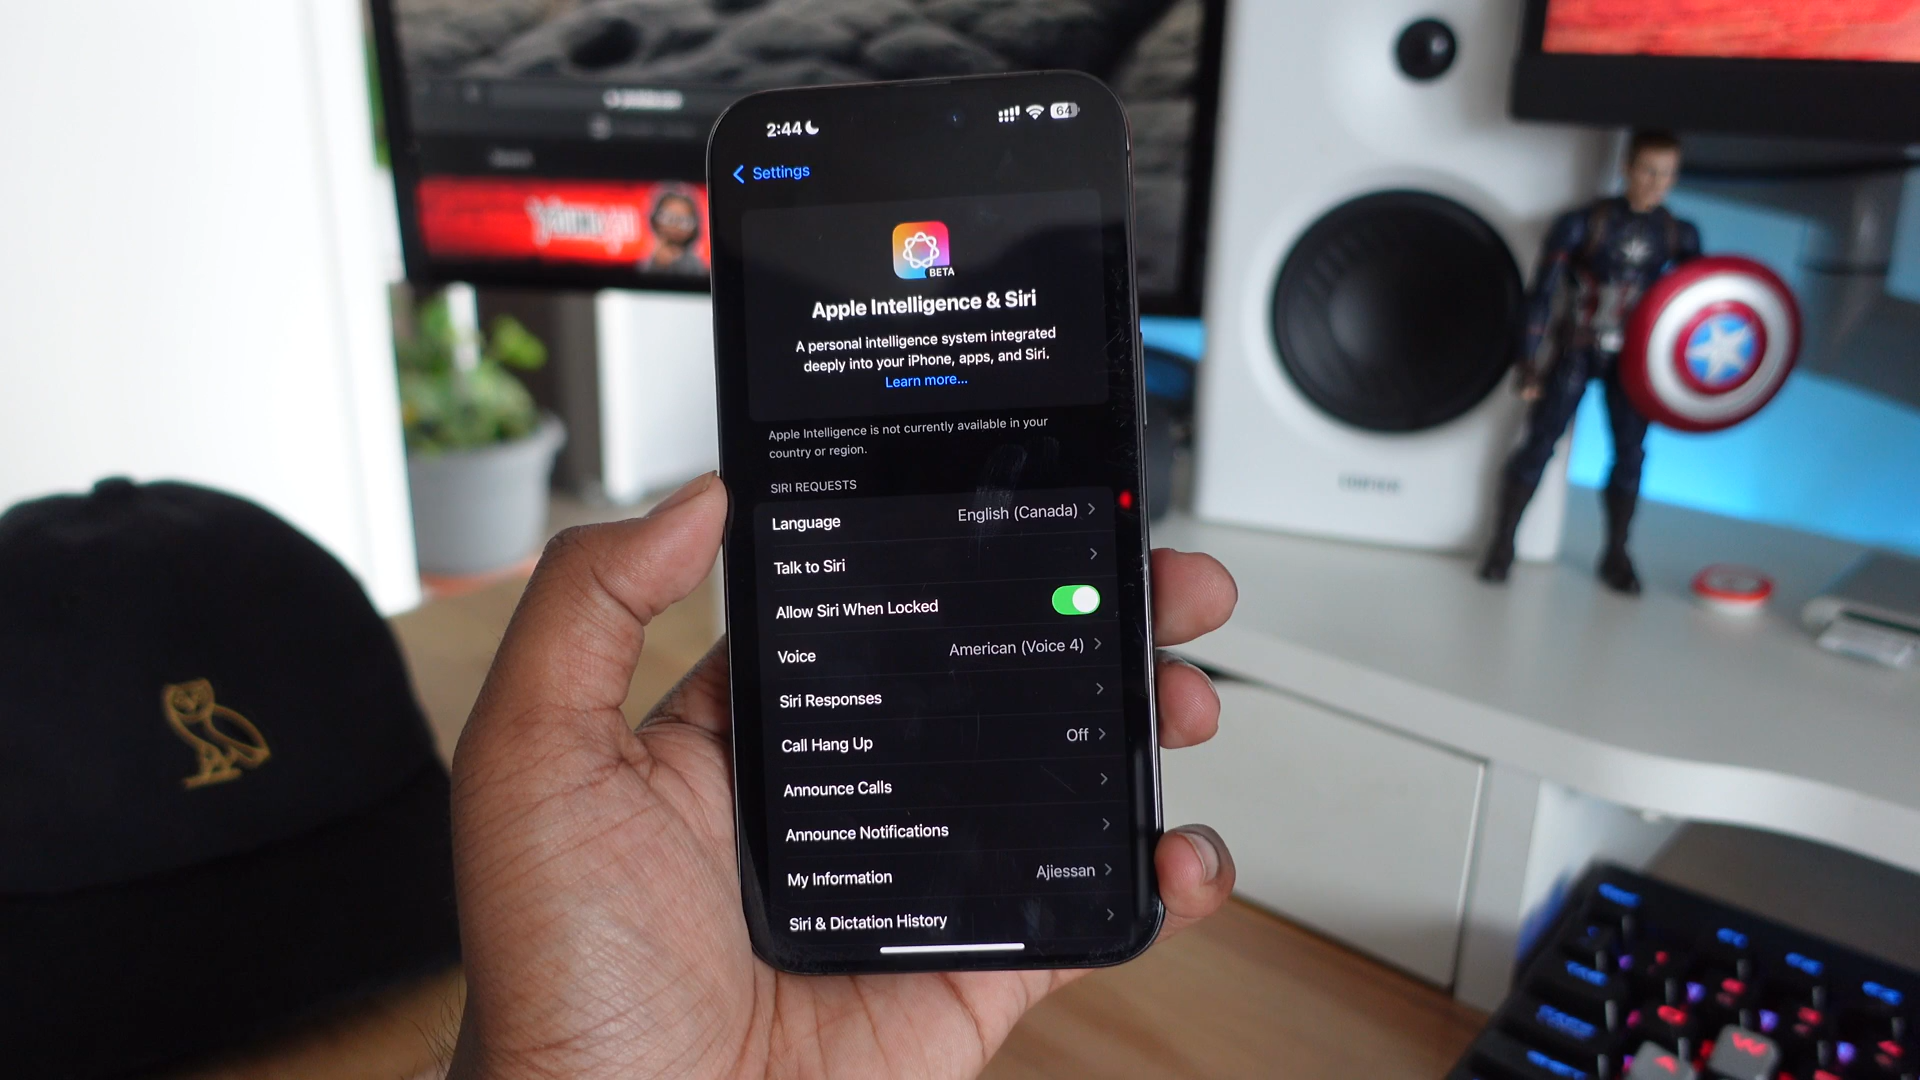 2:44
64
Settings
BETA
Apple Intelligence & Siri
A personal intelligence system integrated
deeply into your iPhone, apps, and Siri.
Learn more...
Apple Intelligence is not currently available in your
country or region.
SIRI REQUESTS
Language English (Canada)
Talk to Siri
Allow Siri When Locked
Voice American (Voice 4)
Siri Responses
Call Hang Up Off
Announce Calls
Announce Notifications
My Information Ajiessan
Siri & Dictation History
EDIFIER
W